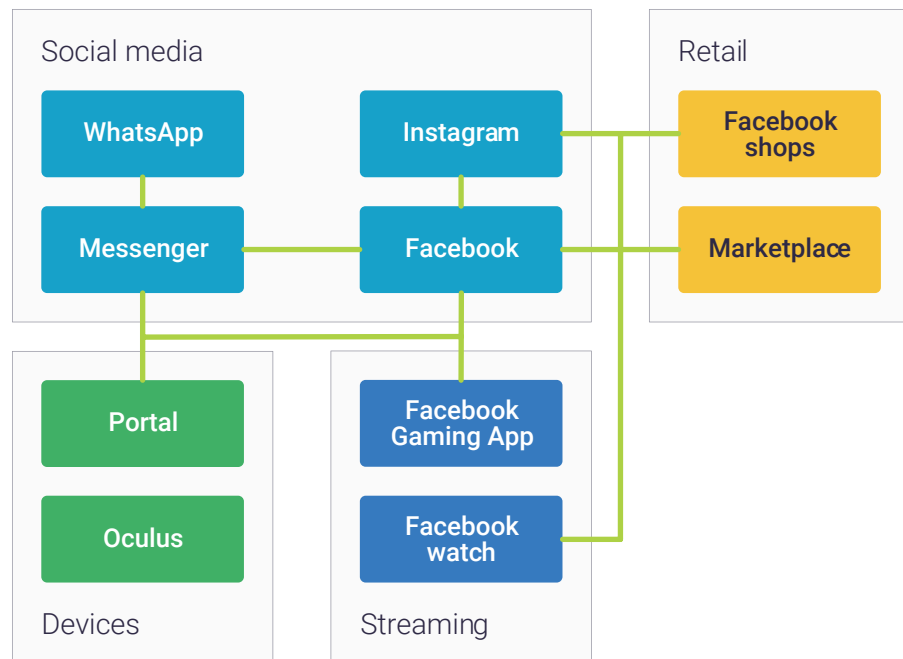 Social media
WhatsApp
Instagram
Messenger
Facebook
Retail
Facebook
shops
Marketplace
Portal
Oculus
Devices
Facebook
Gaming App
Facebook
watch
Streaming